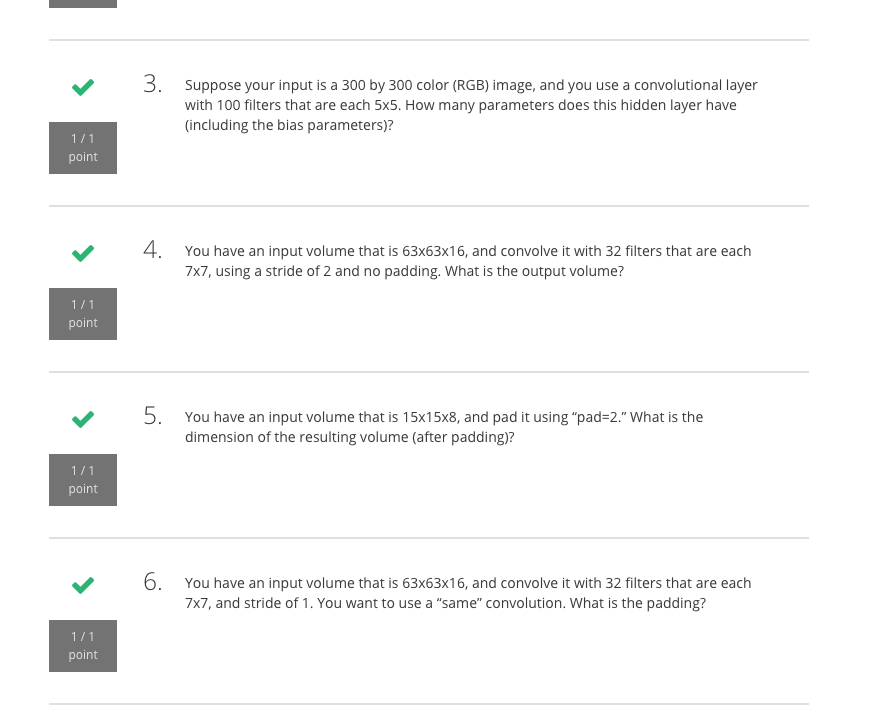 3.
Suppose your input is a 300 by 300 color (RGB) image, and you use a convolutional layer
with 100 filters that are each 5x5. How many parameters does this hidden layer have
(including the bias parameters)?
1 / 1
point
4.
You have an input volume that is 63x63x16, and convolve it with 32 filters that are each
7x7, using a stride of 2 and no padding. What is the output volume?
1 / 1
point
5.
You have an input volume that is 15x15x8, and pad it using “pad=2.” What is the
dimension of the resulting volume (after padding)?
1 / 1
point
6.
You have an input volume that is 63x63x16, and convolve it with 32 filters that are each
7x7, and stride of 1. You want to use a “same” convolution. What is the padding?
1 / 1
point